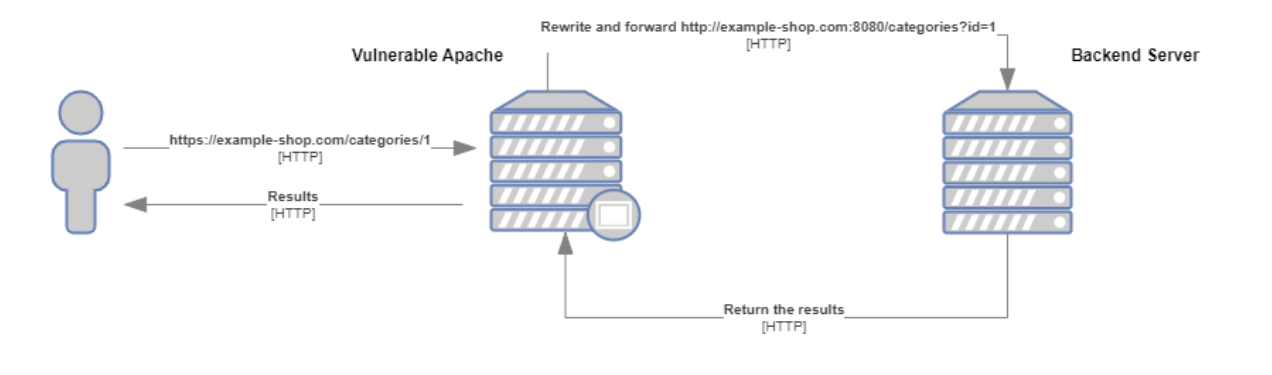 Rewrite and forward http://example-shop.com:8080/categories?id=1
[HTTP]
Vulnerable Apache
Backend Server
https://example-shop.com/categories/1
[HTTP]
Results
[HTTP]
Return the results
[HTTP]